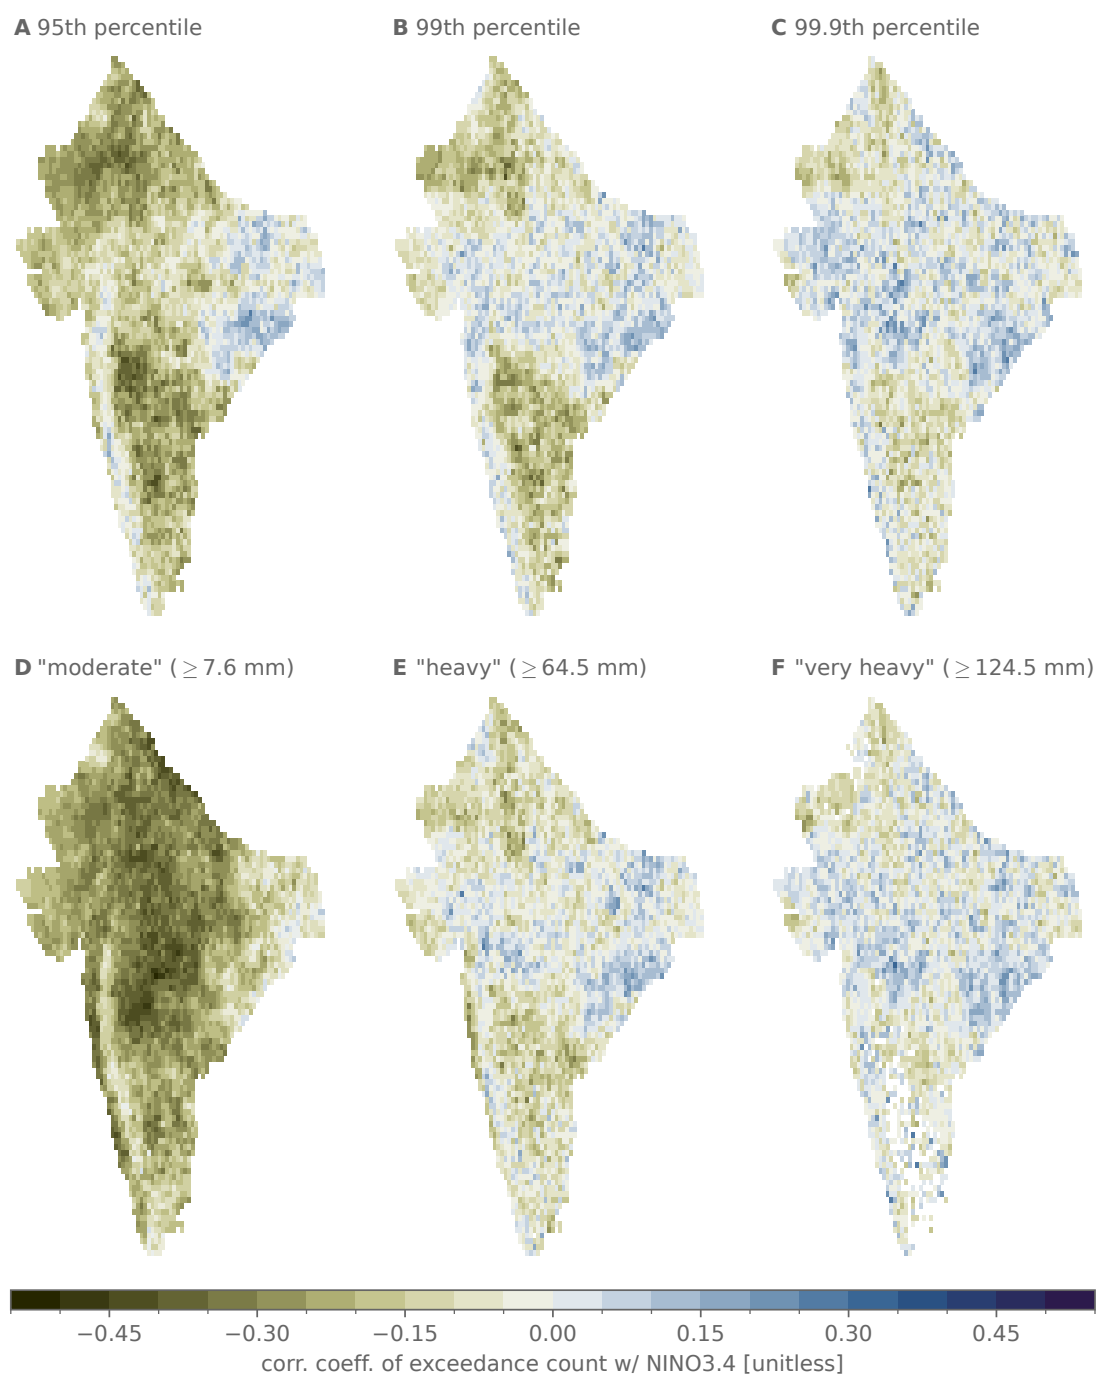 A 95th percentile
B 99th percentile
C 99.9th percentile
D "moderate" (≥7.6 mm)
E "heavy" (≥64.5 mm)
F "very heavy" (≥124.5 mm)
−0.45 −0.30 −0.15 0.00 0.15 0.30 0.45
corr. coeff. of exceedance count w/ NINO3.4 [unitless]